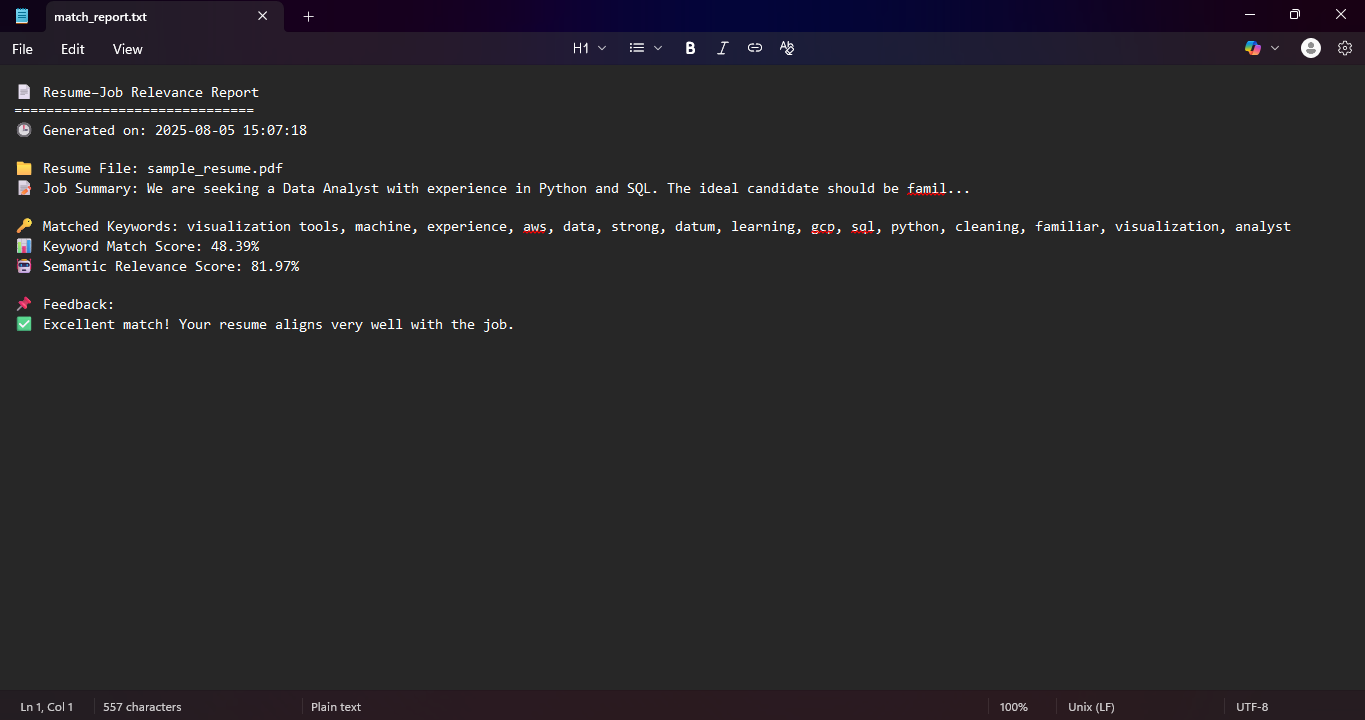 match_report.txt
File Edit View H1 B I
📄 Resume–Job Relevance Report
==============================
🕒 Generated on: 2025-08-05 15:07:18
📁 Resume File: sample_resume.pdf
📝 Job Summary: We are seeking a Data Analyst with experience in Python and SQL. The ideal candidate should be famil...
🔑 Matched Keywords: visualization tools, machine, experience, aws, data, strong, datum, learning, gcp, sql, python, cleaning, familiar, visualization, analyst
📊 Keyword Match Score: 48.39%
🤖 Semantic Relevance Score: 81.97%
📌 Feedback:
✅ Excellent match! Your resume aligns very well with the job.
Ln 1, Col 1 557 characters Plain text 100% Unix (LF) UTF-8